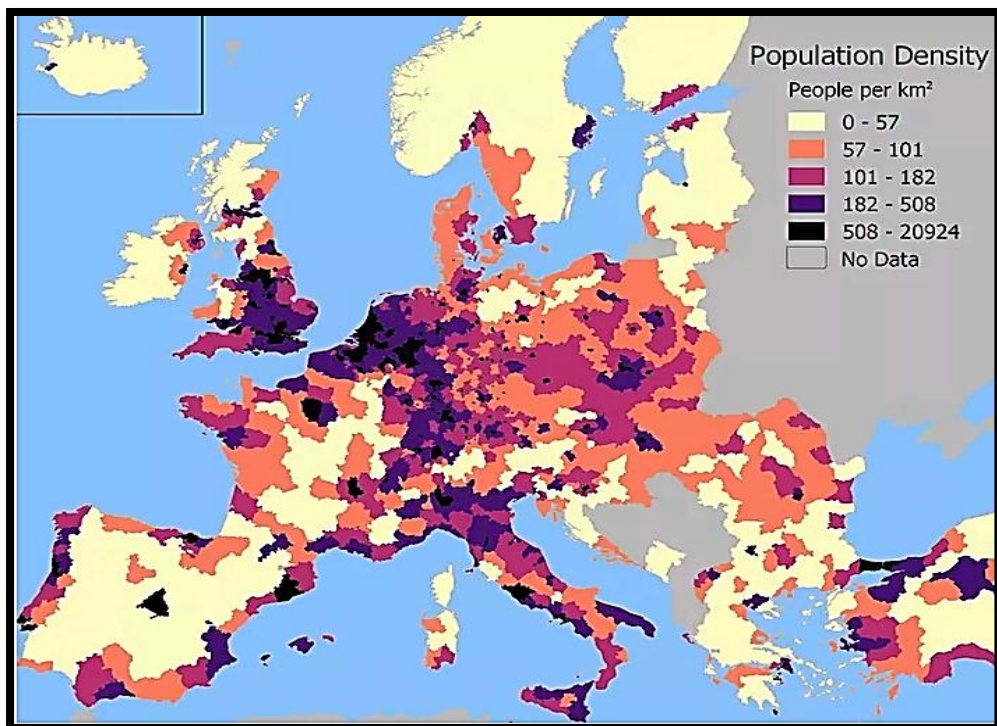 Population Density
People per km²
0 - 57
57 - 101
101 - 182
182 - 508
508 - 20924
No Data